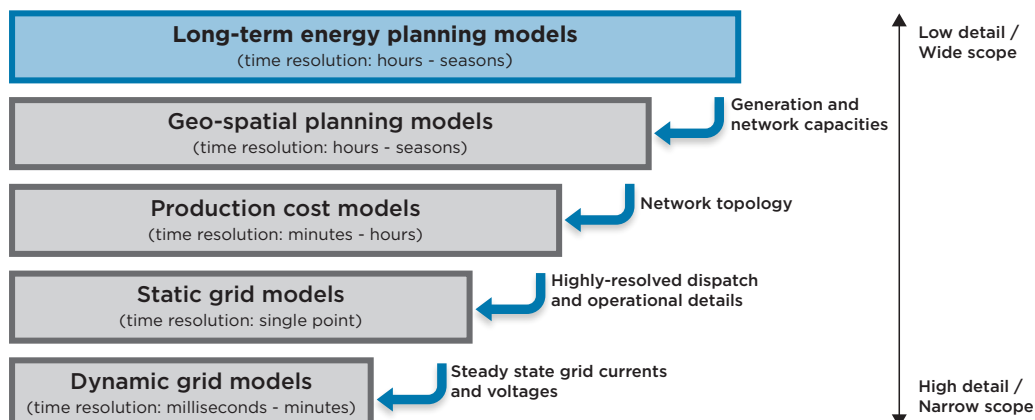 Long-term energy planning models
(time resolution: hours - seasons)
Low detail /
Wide scope
Geo-spatial planning models
(time resolution: hours - seasons)
Generation and
network capacities
Production cost models
(time resolution: minutes - hours)
Network topology
Static grid models
(time resolution: single point)
Highly-resolved dispatch
and operational details
Dynamic grid models
(time resolution: milliseconds - minutes)
Steady state grid currents
and voltages
High detail /
Narrow scope